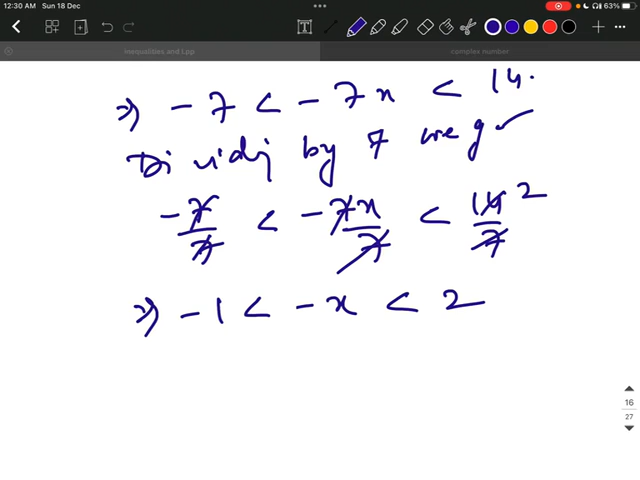 12:30 AM Sun 18 Dec
63%
inequalities and Lpp
complex number
⇒ -7 < -7x < 14.
Dividing by 7 we get
-7/7 < -7x/7 < 14/7 2
⇒ -1 < -x < 2
16
27